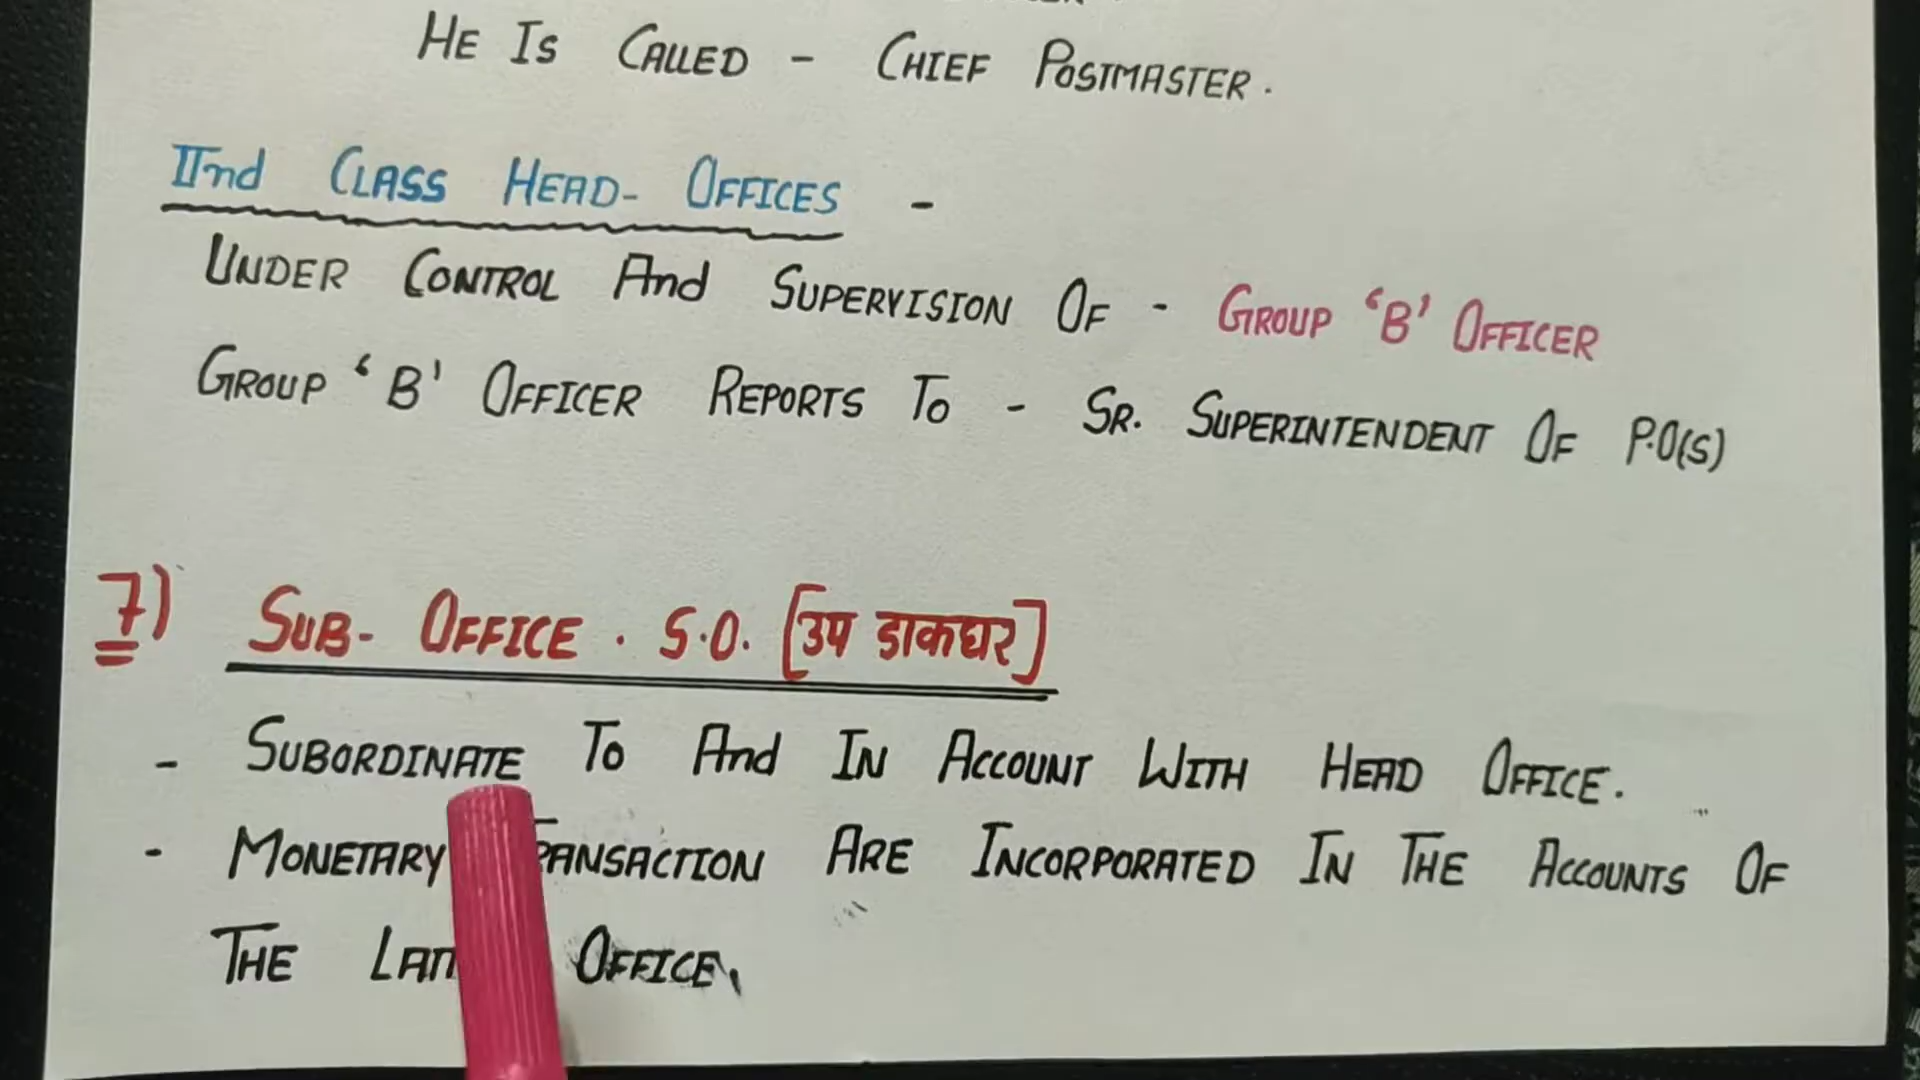 HE IS CALLED - CHIEF POSTMASTER.
IInd CLASS HEAD- OFFICES -
UNDER CONTROL And SUPERVISION OF - GROUP 'B' OFFICER
GROUP 'B' OFFICER REPORTS TO - SR. SUPERINTENDENT OF P.O(S)
7) SUB- OFFICE . S.O. [उप डाकघर]
- SUBORDINATE TO And IN ACCOUNT WITH HEAD OFFICE.
- MONETARY ARE INCORPORATED IN THE ACCOUNTS OF
THE OFFICE.